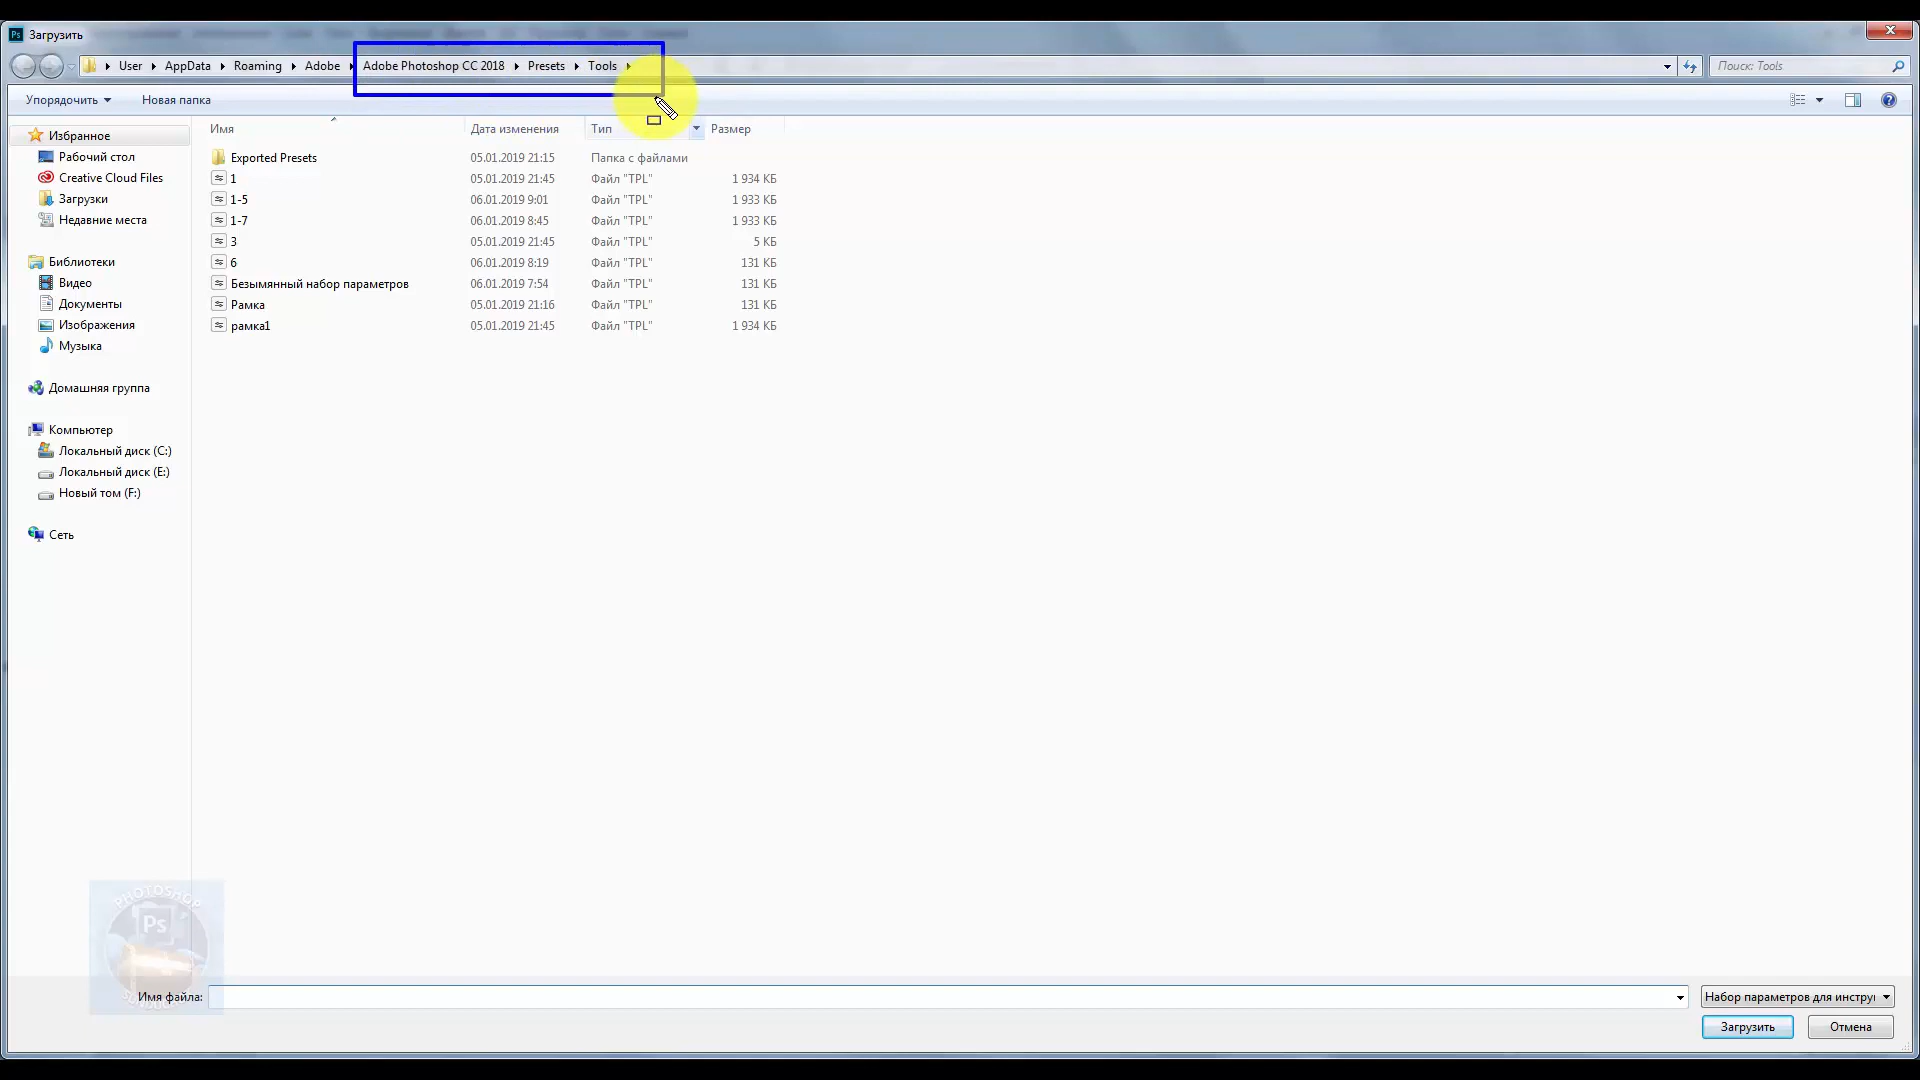 Ps Загрузить
User AppData Roaming Adobe Adobe Photoshop CC 2018 Presets Tools
Поиск: Tools
Упорядочить Новая папка
Имя Дата изменения Тип Размер
Избранное
Рабочий стол
Creative Cloud Files
Загрузки
Недавние места
Библиотеки
Видео
Документы
Изображения
Музыка
Домашняя группа
Компьютер
Локальный диск (C:)
Локальный диск (E:)
Новый том (F:)
Сеть
Exported Presets 05.01.2019 21:15 Папка с файлами
1 05.01.2019 21:45 Файл "TPL" 1 934 КБ
1-5 06.01.2019 9:01 Файл "TPL" 1 933 КБ
1-7 06.01.2019 8:45 Файл "TPL" 1 933 КБ
3 05.01.2019 21:45 Файл "TPL" 5 КБ
6 06.01.2019 8:19 Файл "TPL" 131 КБ
Безымянный набор параметров 06.01.2019 7:54 Файл "TPL" 131 КБ
Рамка 05.01.2019 21:16 Файл "TPL" 131 КБ
рамка1 05.01.2019 21:45 Файл "TPL" 1 934 КБ
PHOTOSHOP
Ps
Имя файла:
Набор параметров для инстру
Загрузить Отмена